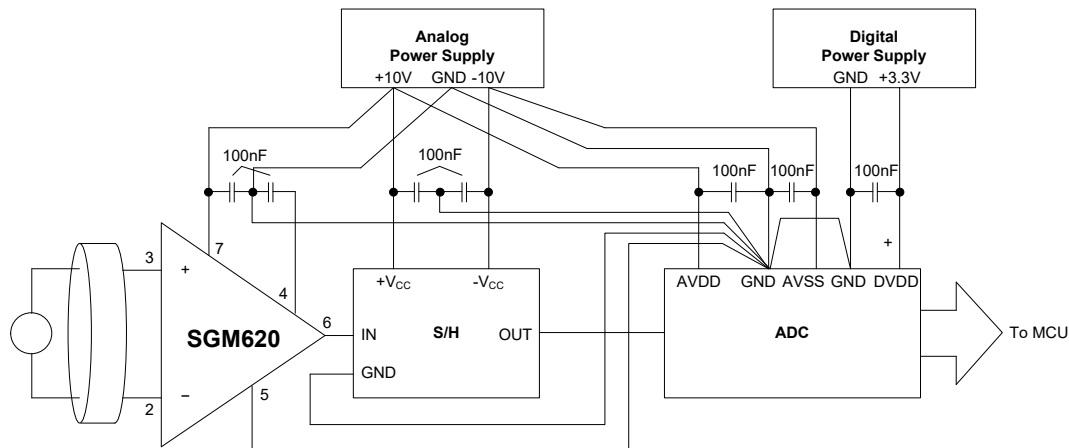 Analog
Power Supply
+10V GND -10V
Digital
Power Supply
GND +3.3V
100nF
100nF
100nF
100nF
100nF
7
3
+
4
+VCC
-VCC
AVDD GND AVSS GND DVDD
+
6
SGM620
IN
S/H
OUT
ADC
To MCU
GND
2
−
5